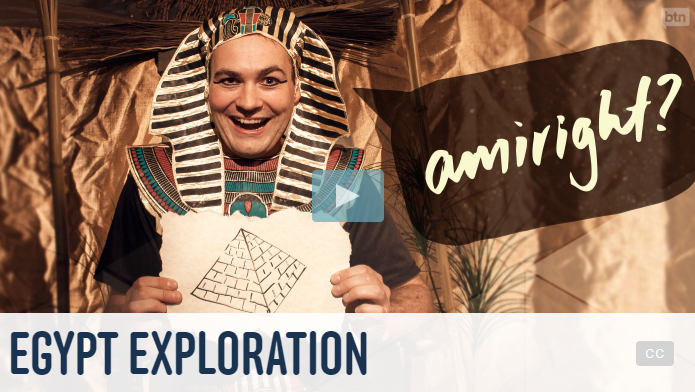 btn
amiright?
EGYPT EXPLORATION
CC